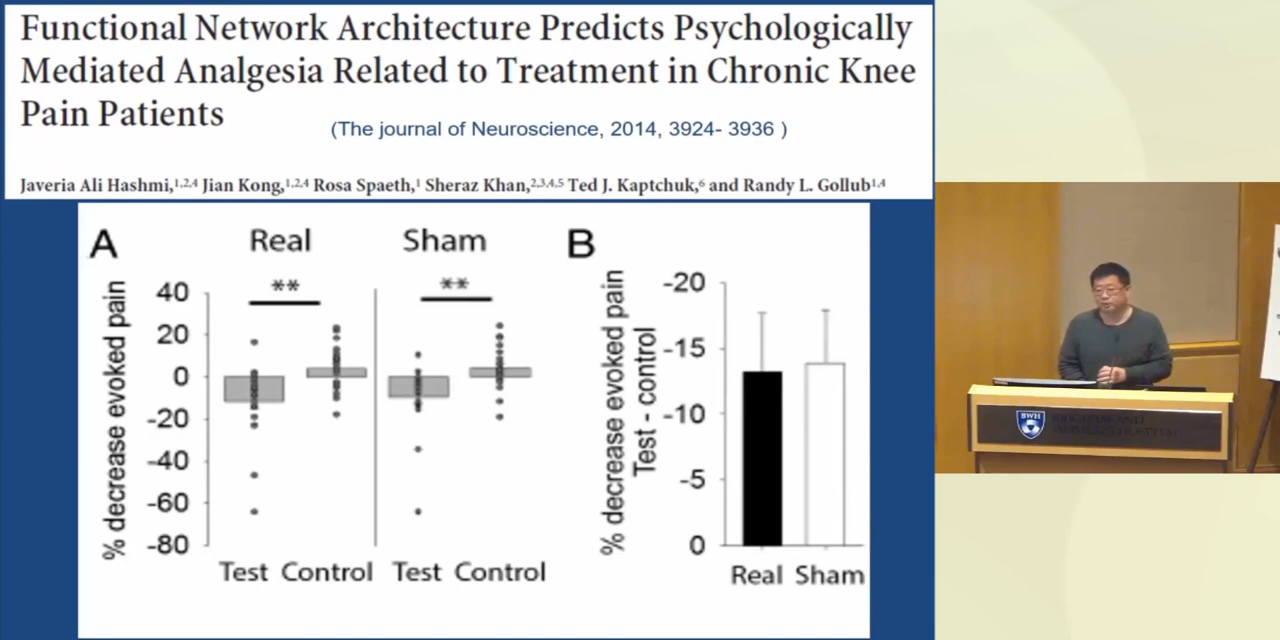 Functional Network Architecture Predicts Psychologically
Mediated Analgesia Related to Treatment in Chronic Knee
Pain Patients
(The journal of Neuroscience, 2014, 3924- 3936 )
Javeria Ali Hashmi,1,2,4 Jian Kong,1,2,4 Rosa Spaeth,1 Sheraz Khan,2,3,4,5 Ted J. Kaptchuk,6 and Randy L. Gollub1,4
A
Real
Sham
% decrease evoked pain
40
20
0
-20
-40
-60
-80
**
**
Test Control
Test Control
B
% decrease evoked pain
Test - control
-20
-15
-10
-5
0
Real Sham
BWH